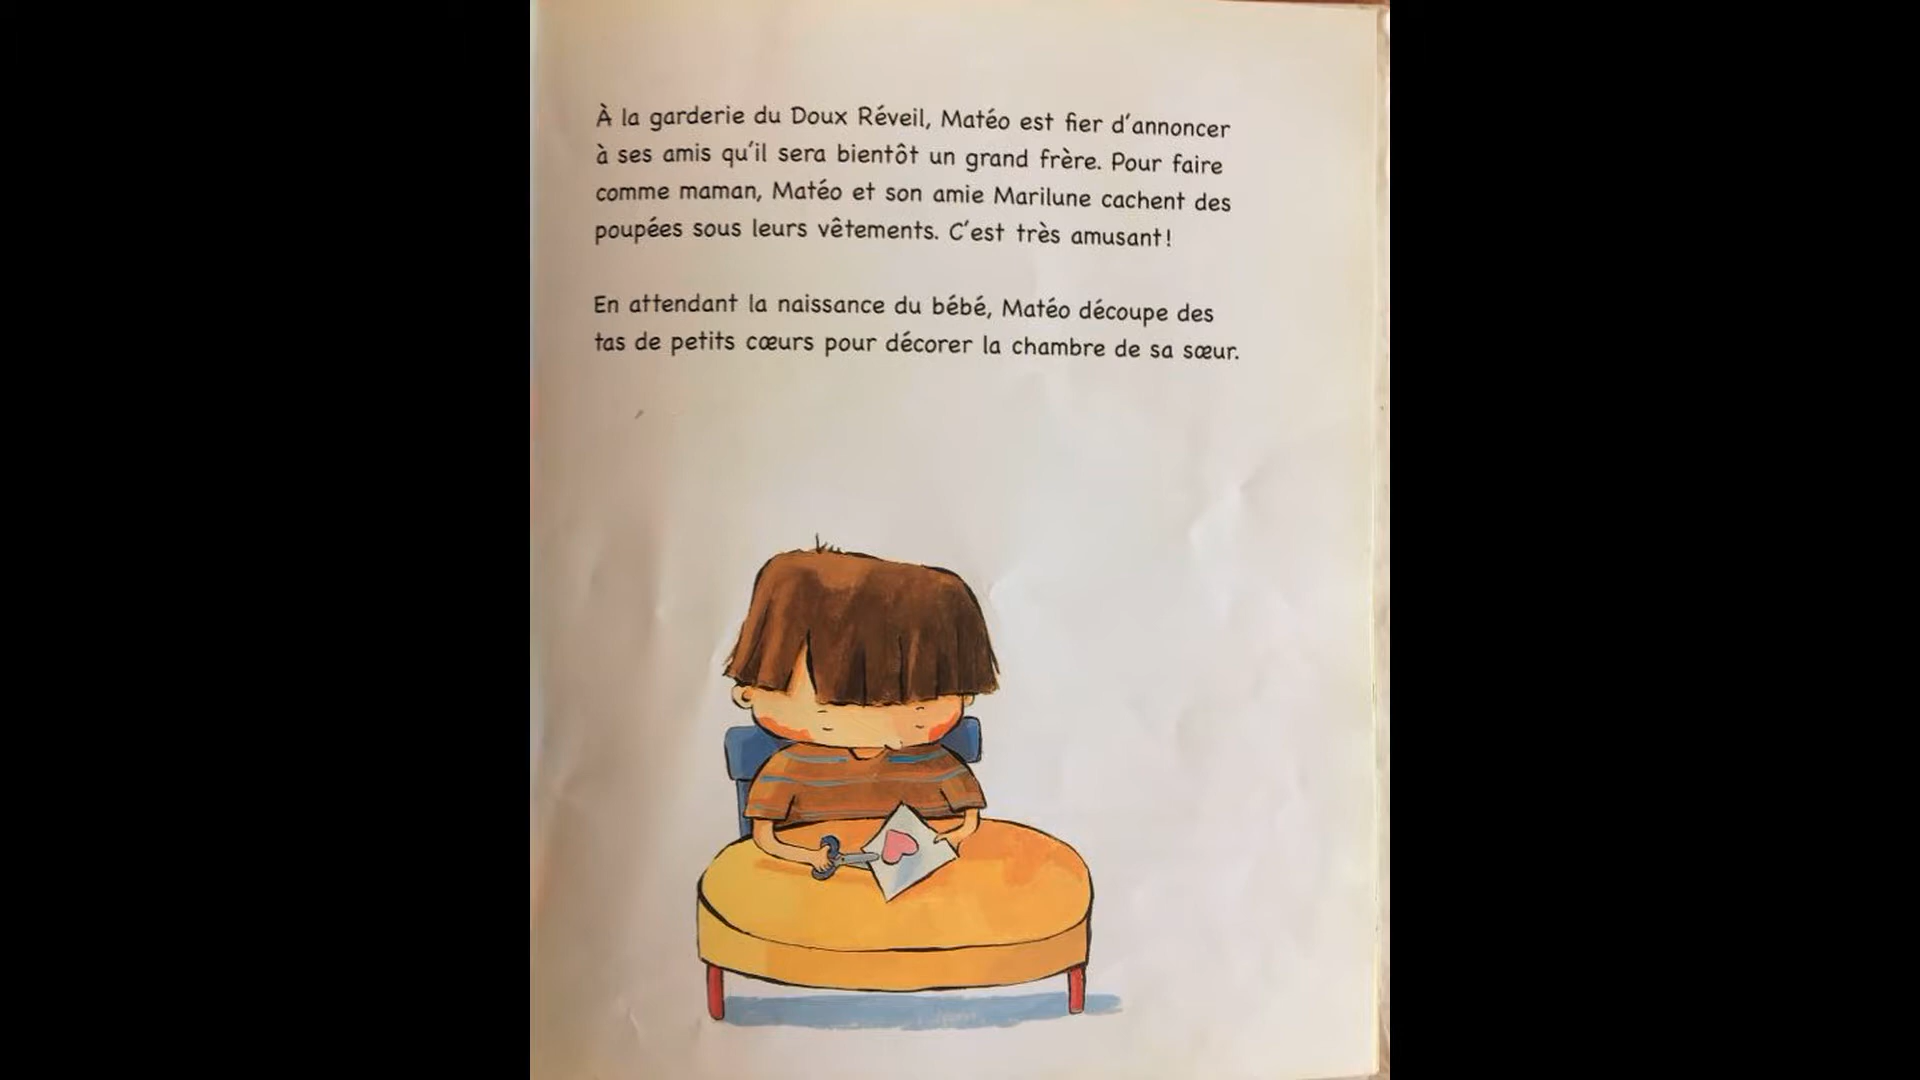 À la garderie du Doux Réveil, Matéo est fier d'annoncer
à ses amis qu'il sera bientôt un grand frère. Pour faire
comme maman, Matéo et son amie Marilune cachent des
poupées sous leurs vêtements. C'est très amusant!
En attendant la naissance du bébé, Matéo découpe des
tas de petits cœurs pour décorer la chambre de sa sœur.